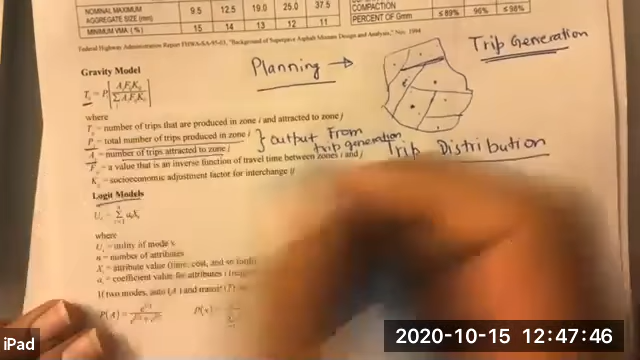 NOMINAL MAXIMUM AGGREGATE SIZE (mm) 9.5 12.5 19.0 25.0 37.5
MINIMUM VMA (%) 15 14 13 12 11
COMPACTION
PERCENT OF Gmm ≤ 89% 96% ≤ 98%
Federal Highway Administration Report FHWA-SA-95-03, "Background of Superpave Asphalt Mixture Design and Analysis," Nov. 1994
Trip Generation
Planning →
Gravity Model
where
= number of trips that are produced in zone i and attracted to zone j
= total number of trips produced in zone i
= number of trips attracted to zone j
} output from trip generation
Trip Distribution
= a value that is an inverse function of travel time between zones i and j
= socioeconomic adjustment factor for interchange ij
Logit Models
where
= utility of mode x
n = number of attributes
= attribute value (time, cost, and so forth)
= coefficient value for attributes i
If two modes, auto (A) and transit (T)
P(A) =
P(x) =
iPad
2020-10-15 12:47:46